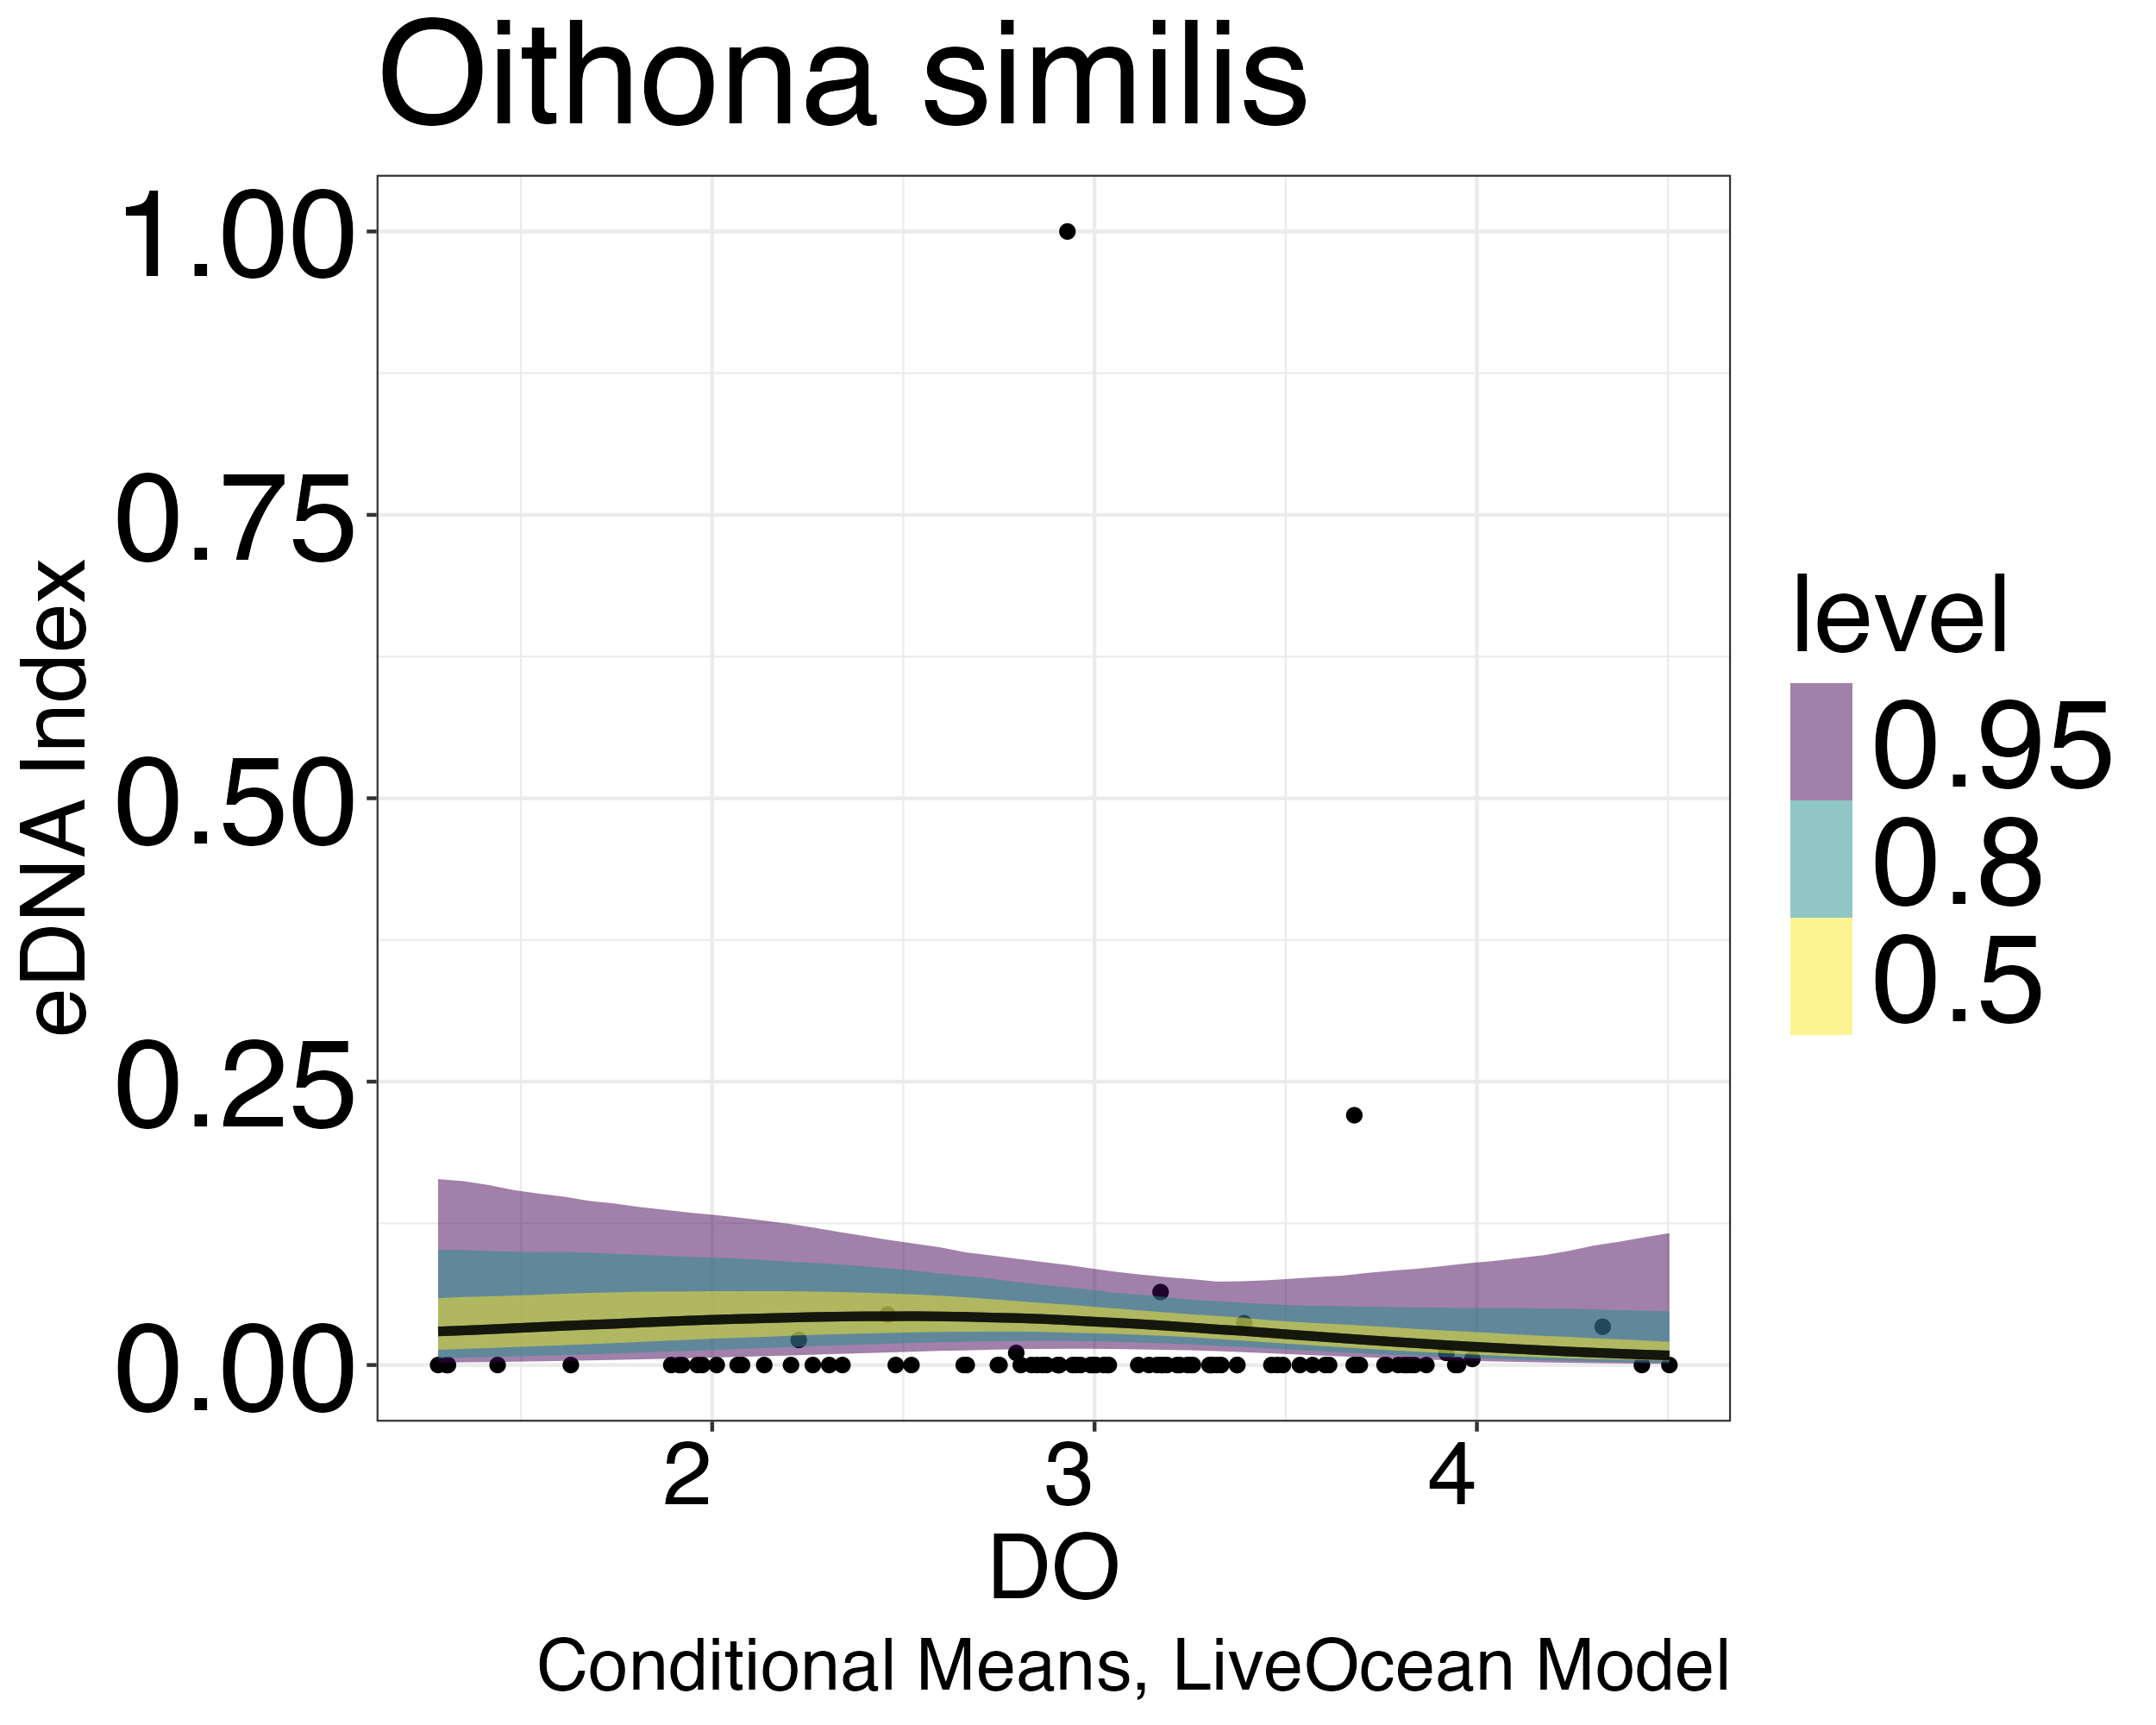 Oithona similis
eDNA Index
1.00
0.75
0.50
0.25
0.00
2 3 4
DO
Conditional Means, LiveOcean Model
level
0.95
0.8
0.5